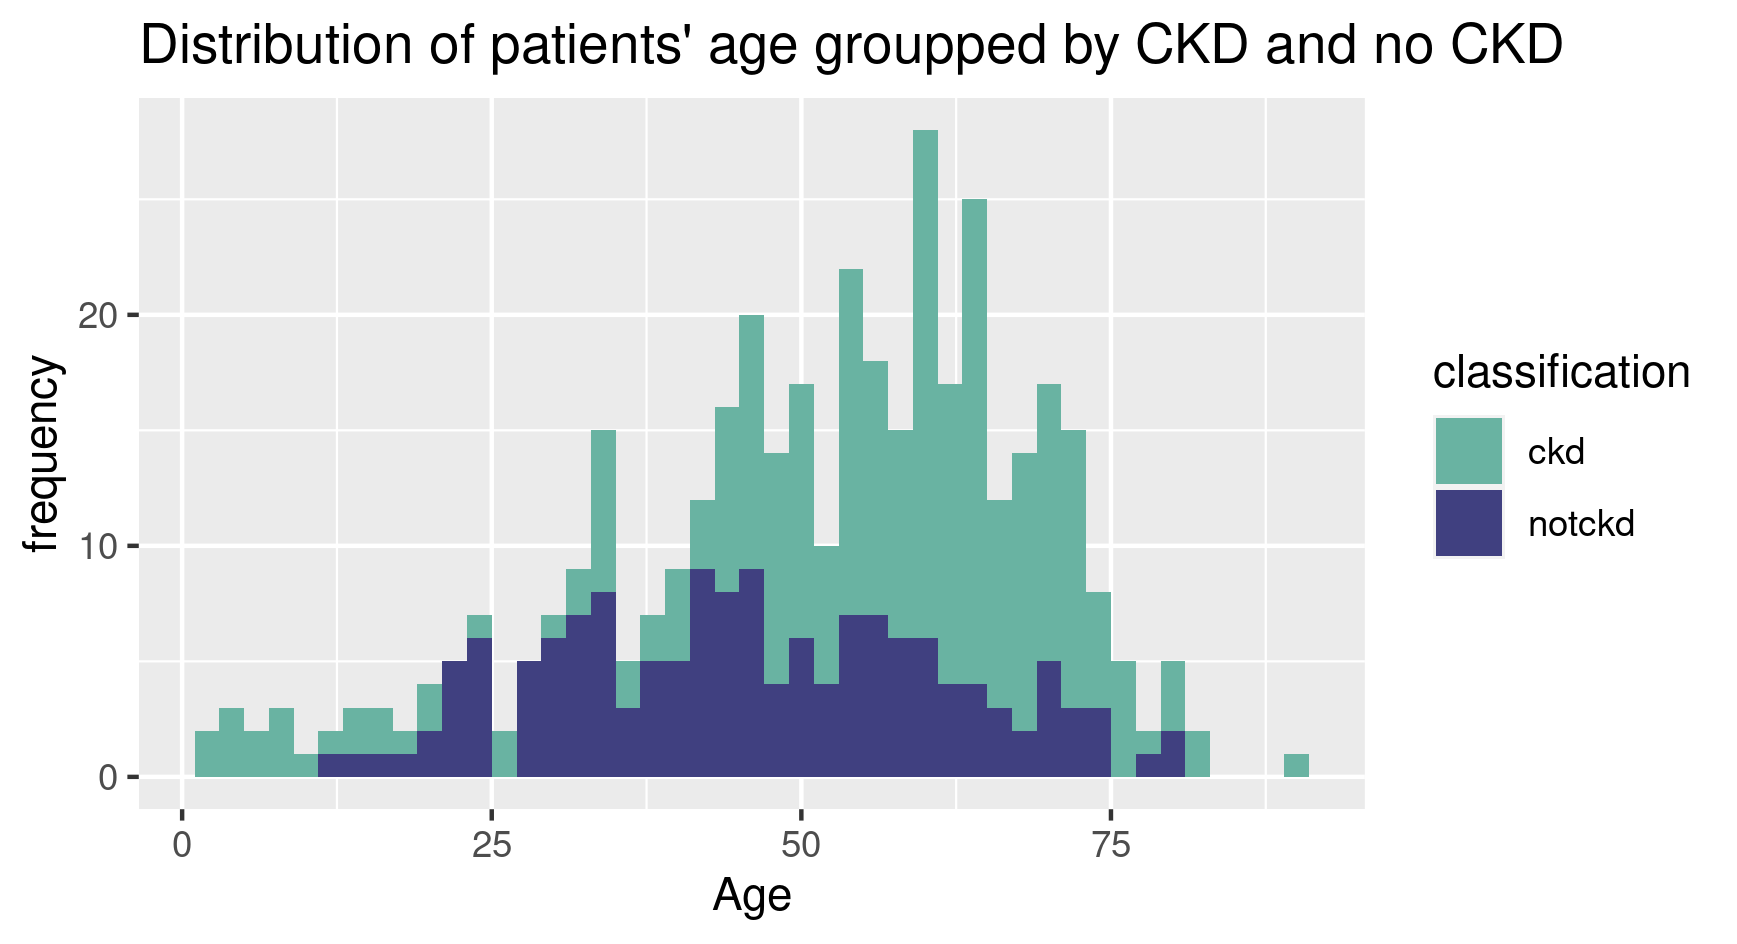 Distribution of patients' age groupped by CKD and no CKD
frequency
20
10
0
0 25 50 75
Age
classification
ckd
notckd